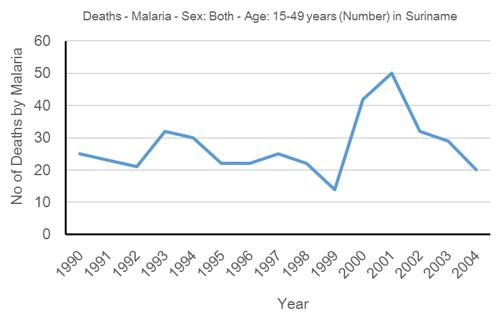 Deaths - Malaria - Sex: Both - Age: 15-49 years (Number) in Suriname
60
50
40
30
20
10
0
No of Deaths by Malaria
1990 1991 1992 1993 1994 1995 1996 1997 1998 1999 2000 2001 2002 2003 2004
Year